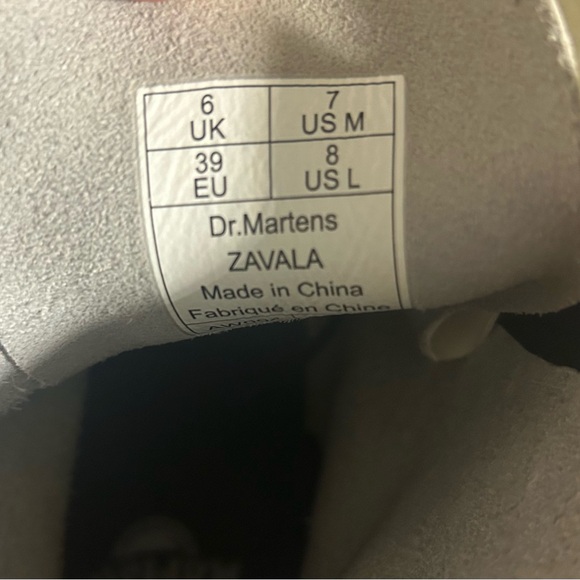 6 7
UK US M
39 8
EU US L
Dr.Martens
ZAVALA
Made in China
Fabriqué en Chine